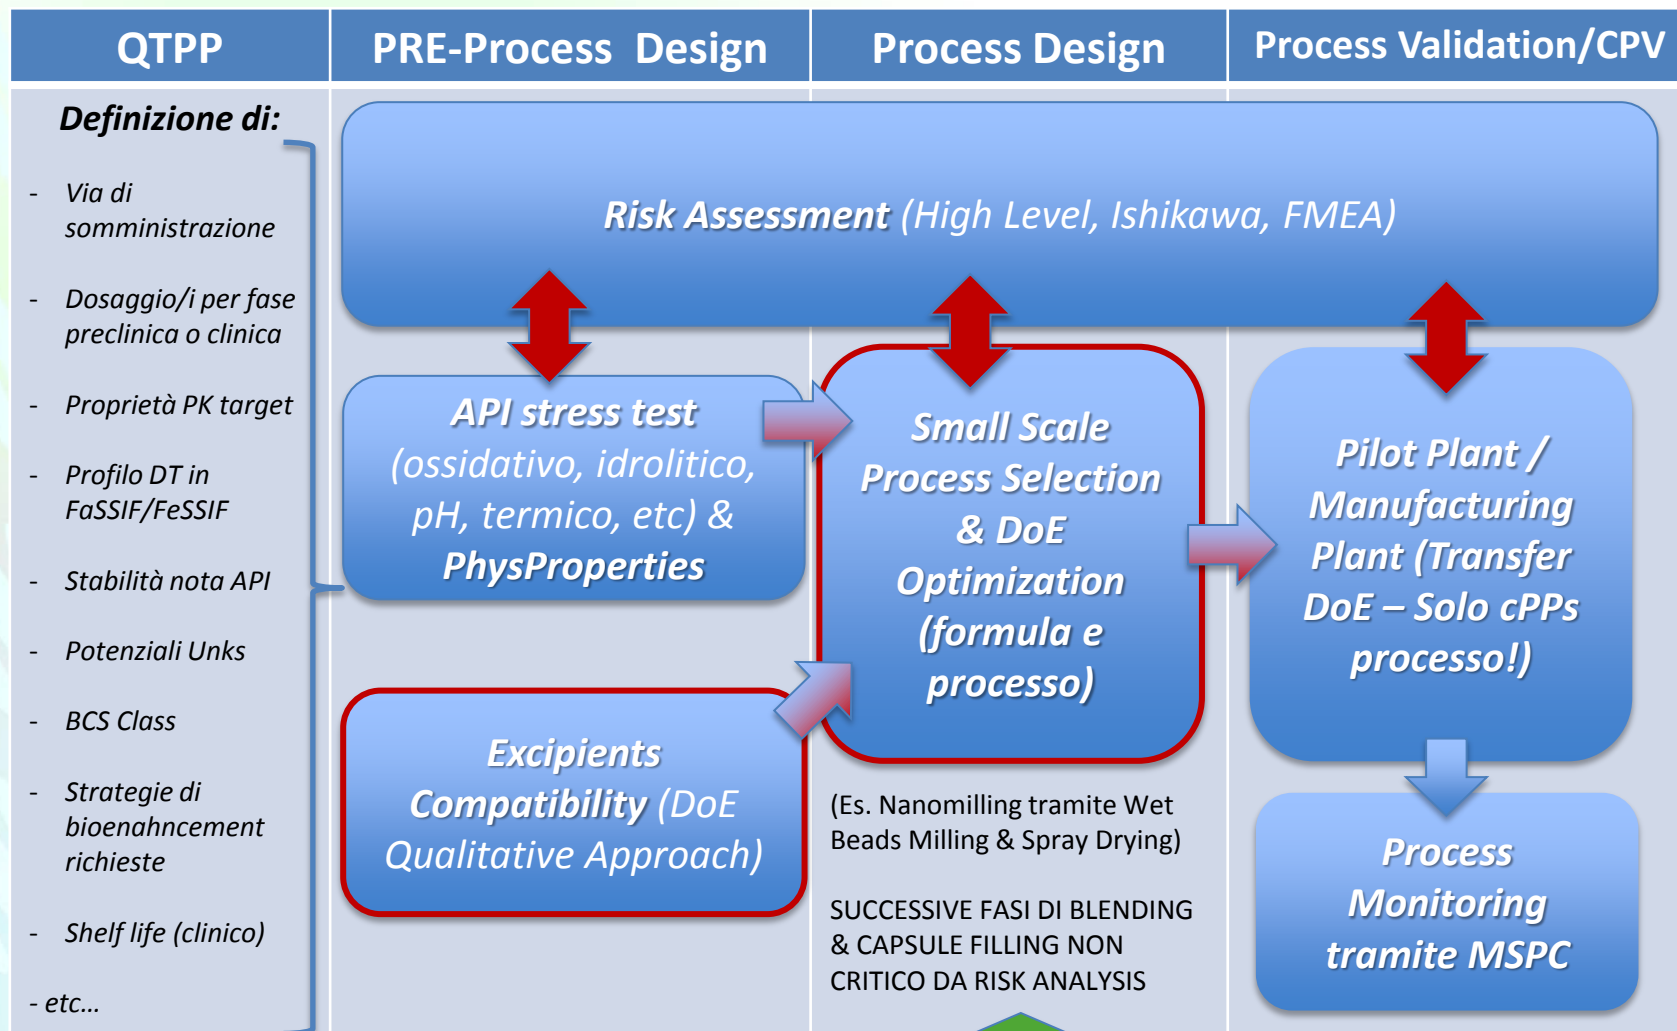 QTPP
PRE-Process Design
Process Design
Process Validation/CPV
Definizione di:
- Via di
somministrazione
- Dosaggio/i per fase
preclinica o clinica
- Proprietà PK target
- Profilo DT in
FaSSIF/FeSSIF
- Stabilità nota API
- Potenziali Unks
- BCS Class
- Strategie di
bioenahncement
richieste
- Shelf life (clinico)
- etc...
Risk Assessment (High Level, Ishikawa, FMEA)
API stress test
(ossidativo, idrolitico,
pH, termico, etc) &
PhysProperties
Excipients
Compatibility (DoE
Qualitative Approach)
Small Scale
Process Selection
& DoE
Optimization
(formula e
processo)
(Es. Nanomilling tramite Wet
Beads Milling & Spray Drying)
SUCCESSIVE FASI DI BLENDING
& CAPSULE FILLING NON
CRITICO DA RISK ANALYSIS
Pilot Plant /
Manufacturing
Plant (Transfer
DoE – Solo cPPs
processo!)
Process
Monitoring
tramite MSPC